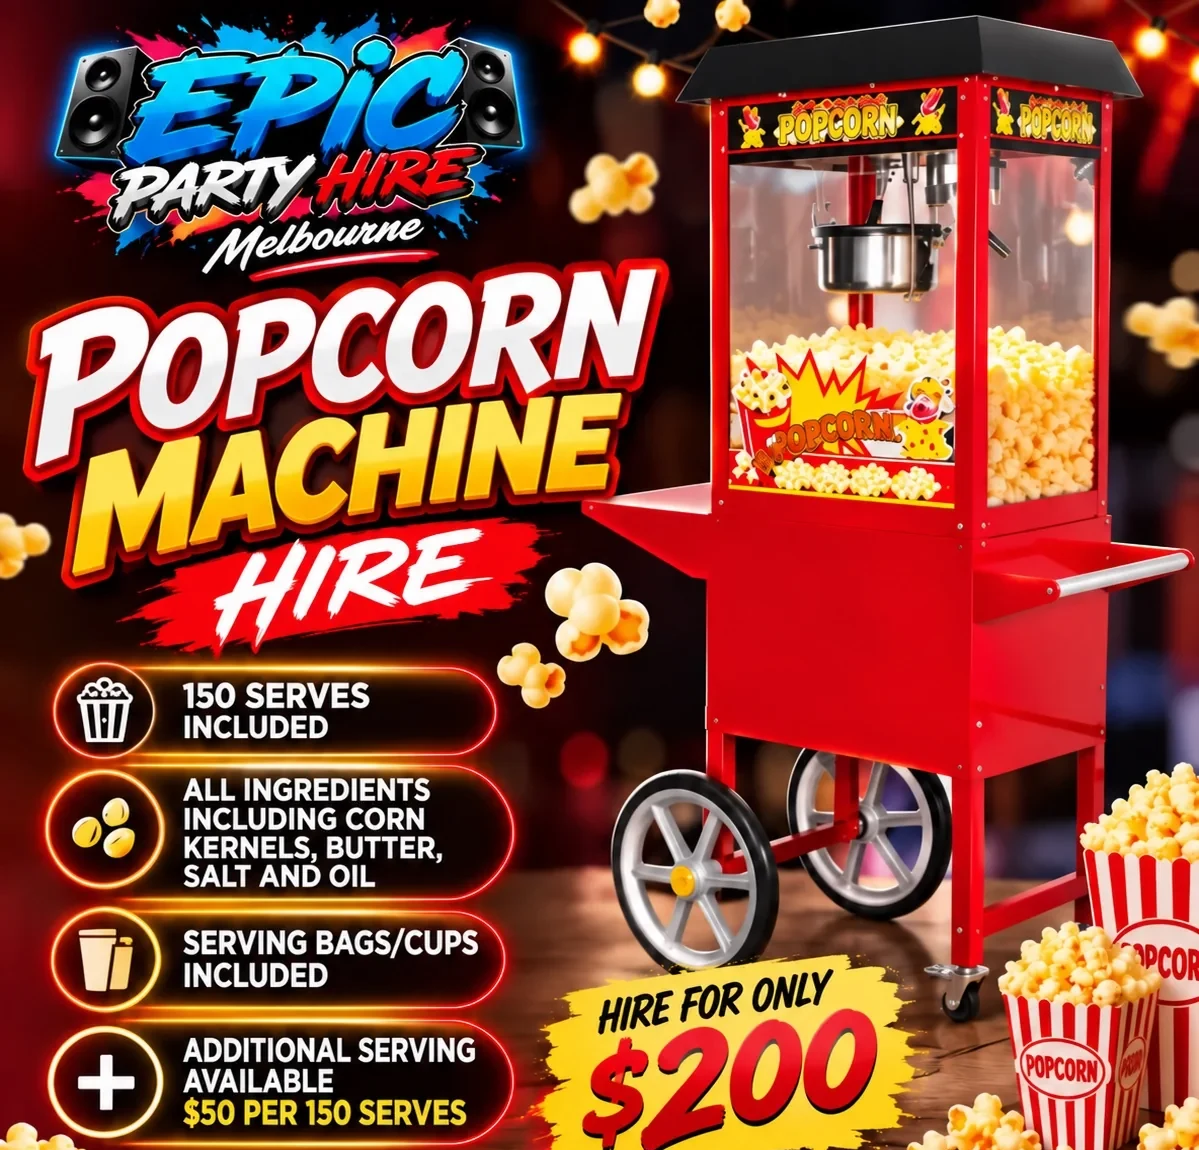 EPIC
PARTY HIRE
Melbourne
POPCORN
MACHINE
HIRE
150 SERVES
INCLUDED
ALL INGREDIENTS
INCLUDING CORN
KERNELS, BUTTER,
SALT AND OIL
SERVING BAGS/CUPS
INCLUDED
ADDITIONAL SERVING
AVAILABLE
$50 PER 150 SERVES
POPCORN
POPCORN
POPCORN
HIRE FOR ONLY
$200
POPCORN
POPCORN